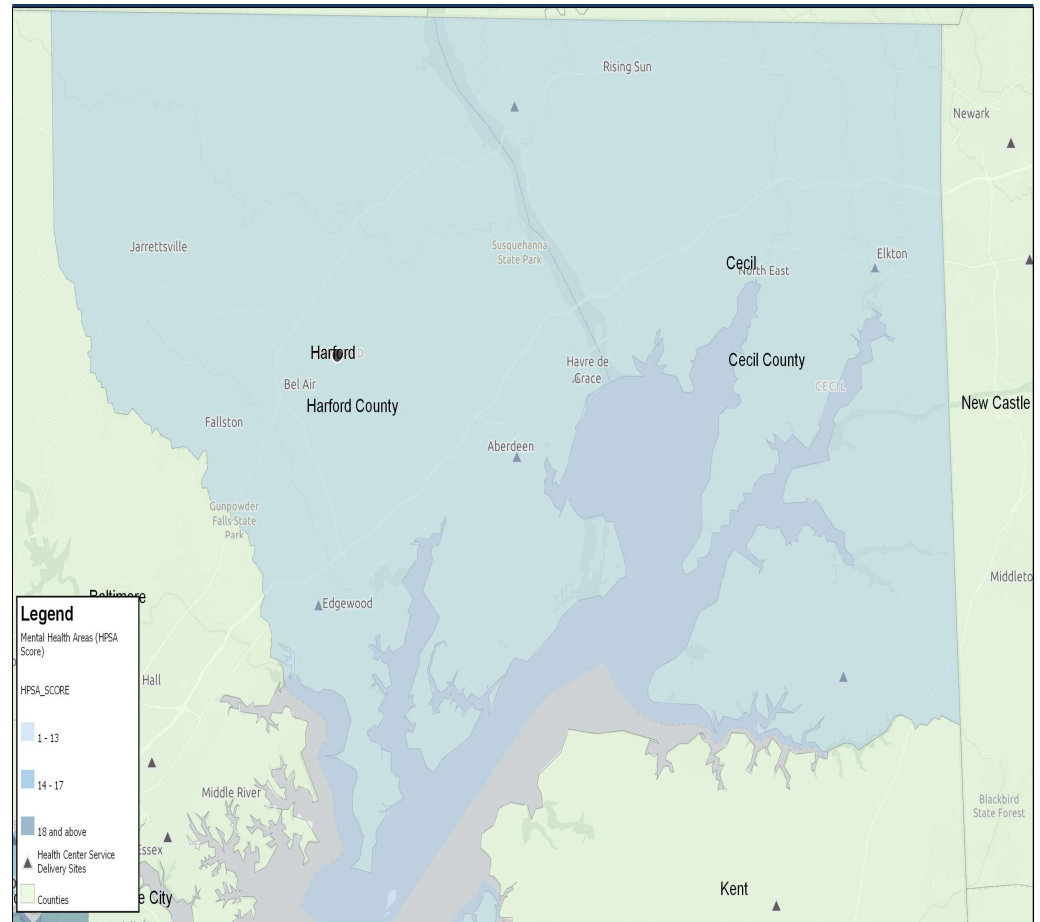 Rising Sun
Newark
Jarrettsville
Susquehanna
State Park
Cecil
North East
Elkton
Harford
Bel Air
Harford County
Havre de
Grace
Cecil County
CECIL
New Castle
Fallston
Aberdeen
Gunpowder
Falls State
Park
Middleto
Baltimore
Edgewood
Legend
Mental Health Areas (HPSA
Score)
HPSA_SCORE
1 - 13
14 - 17
18 and above
Health Center Service
Delivery Sites
Counties
Hall
Middle River
Essex
e City
Blackbird
State Forest
Kent